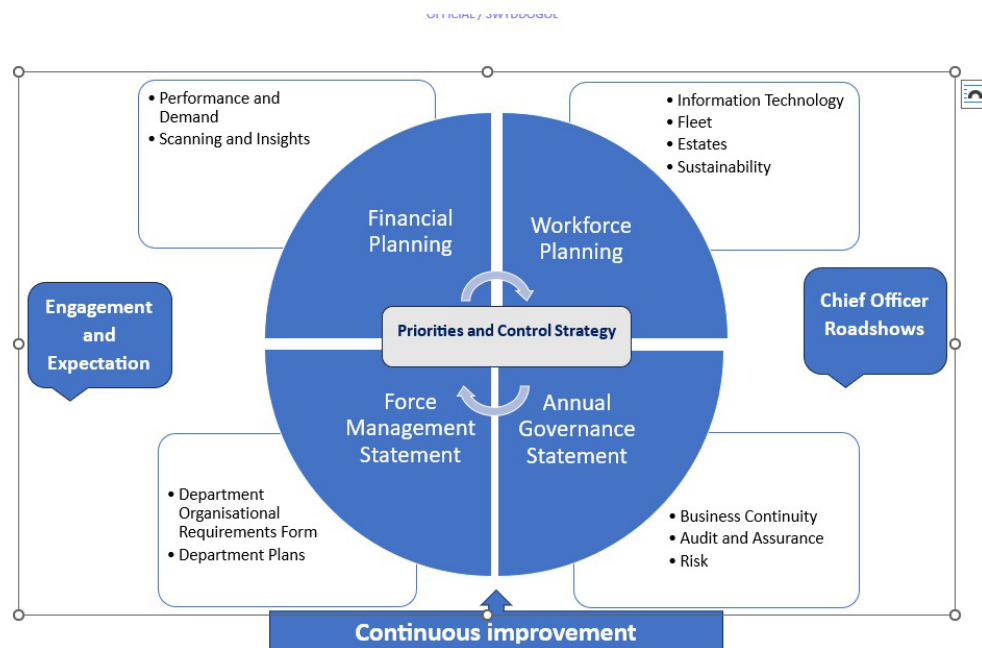 OFFICIAL / SWYDDOGOL
• Performance and
Demand
• Scanning and Insights
• Information Technology
• Fleet
• Estates
• Sustainability
Financial
Planning
Workforce
Planning
Engagement
and
Expectation
Priorities and Control Strategy
Chief Officer
Roadshows
Force
Management
Statement
Annual
Governance
Statement
• Department
Organisational
Requirements Form
• Department Plans
• Business Continuity
• Audit and Assurance
• Risk
Continuous improvement